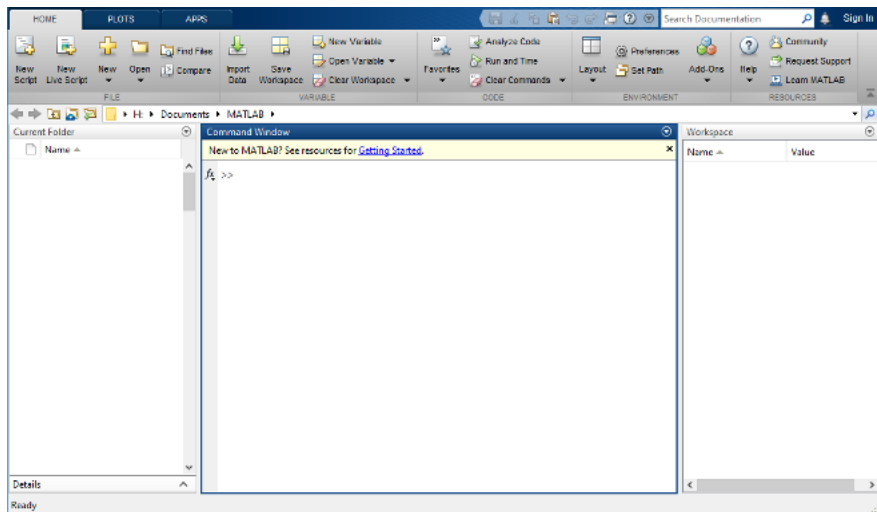 HOME PLOTS APPS Search Documentation Sign In
New Script
New Live Script
New
Open
Find Files
Compare
Import Data
Save Workspace
New Variable
Open Variable
Clear Workspace
Favorites
Analyze Code
Run and Time
Clear Commands
Layout
Preferences
Set Path
Add-Ons
Help
Community
Request Support
Learn MATLAB
FILE VARIABLE CODE ENVIRONMENT RESOURCES
H: Documents MATLAB
Current Folder
Name
Command Window
New to MATLAB? See resources for Getting Started.
fx >>
Workspace
Name Value
Details
Ready